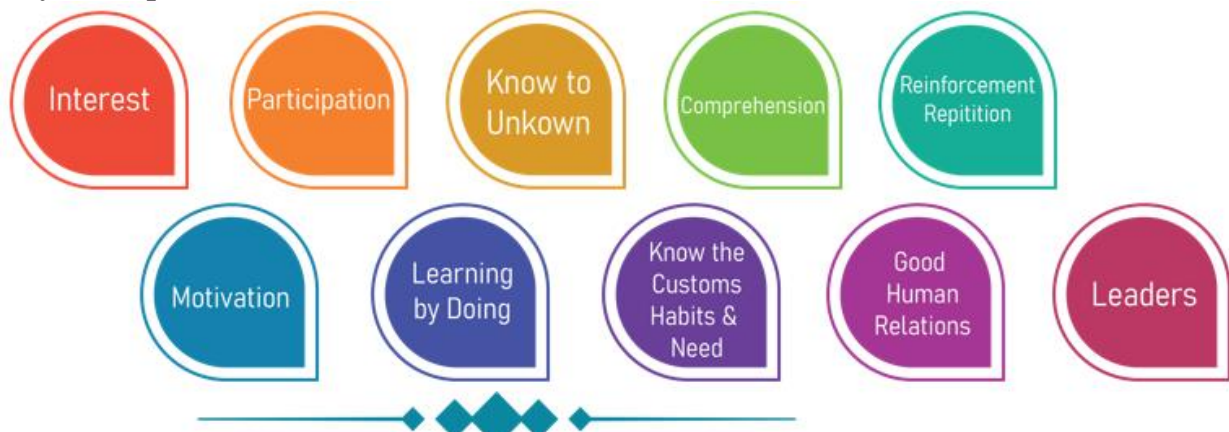 Interest
Participation
Know to
Unkown
Comprehension
Reinforcement
Repitition
Motivation
Learning
by Doing
Know the
Customs
Habits &
Need
Good
Human
Relations
Leaders